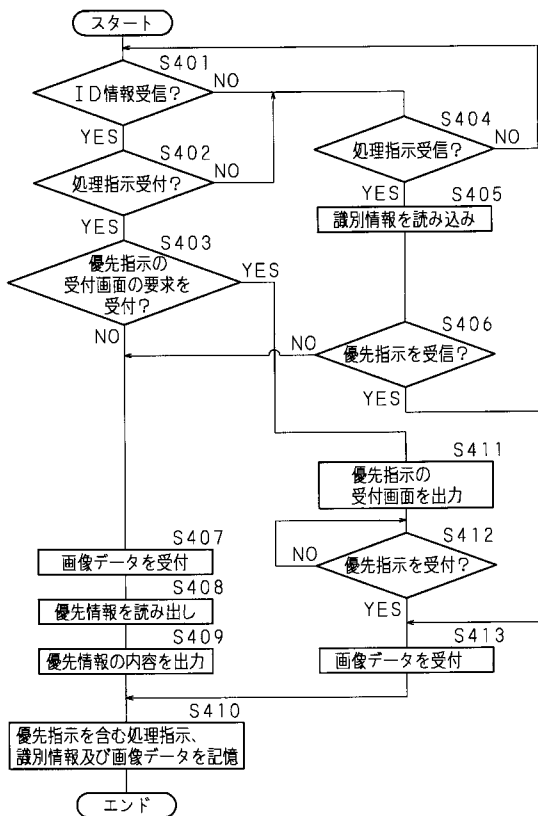 スタート
S401
ID情報受信?
NO
YES
S402
処理指示受付?
NO
YES
S403
優先指示の
受付画面の要求を
受付?
YES
NO
S404
処理指示受信?
NO
YES
S405
識別情報を読み込み
S406
優先指示を受信?
NO
YES
S411
優先指示の
受付画面を出力
S412
優先指示を受付?
NO
YES
S413
画像データを受付
S407
画像データを受付
S408
優先情報を読み出し
S409
優先情報の内容を出力
S410
優先指示を含む処理指示、
識別情報及び画像データを記憶
エンド